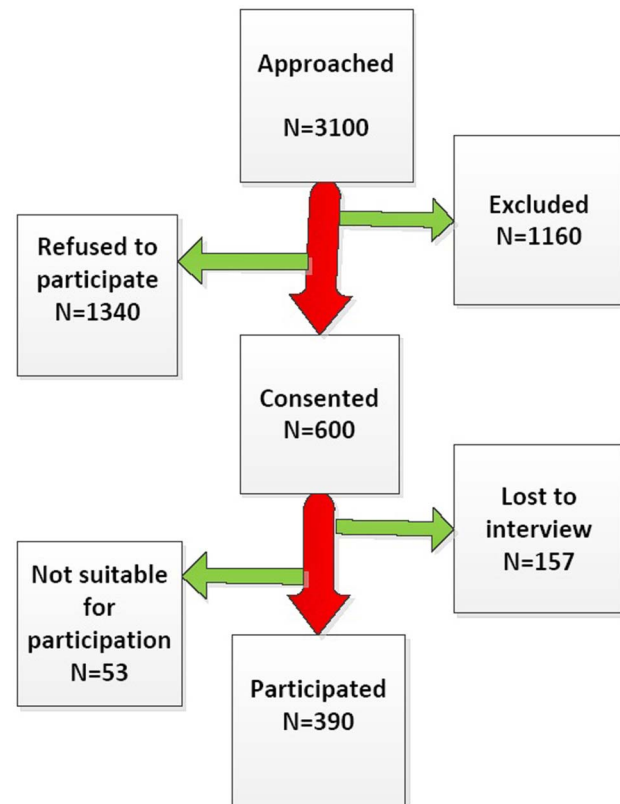 Approached
N=3100
Excluded
N=1160
Refused to
participate
N=1340
Consented
N=600
Lost to
interview
N=157
Not suitable
for
participation
N=53
Participated
N=390